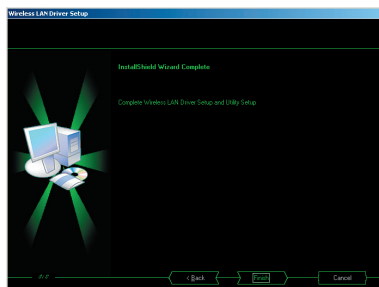 Wireless LAN Driver Setup
InstallShield Wizard Complete
Complete Wireless LAN Driver Setup and Utility Setup
< Back
Finish
Cancel